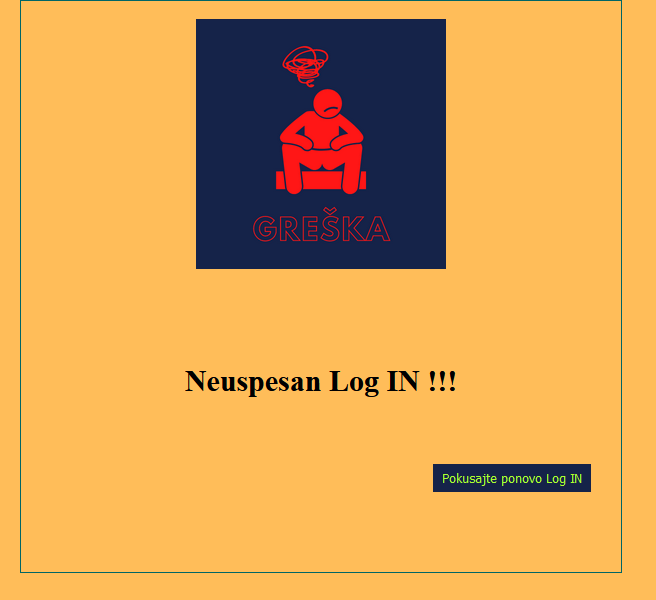 GREŠKA
Neuspesan Log IN !!!
Pokusajte ponovo Log IN